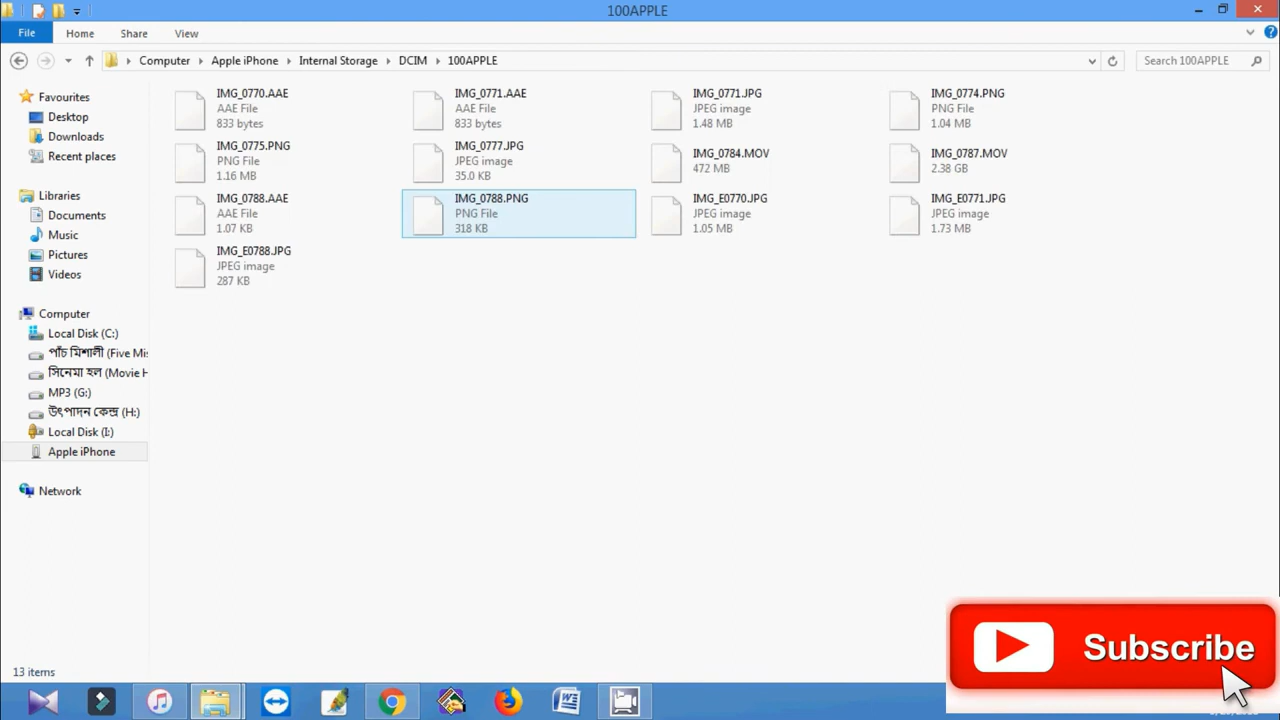 100APPLE
File Home Share View
Computer Apple iPhone Internal Storage DCIM 100APPLE
Search 100APPLE
Favourites
Desktop
Downloads
Recent places
Libraries
Documents
Music
Pictures
Videos
Computer
Local Disk (C:)
পাঁচ মিশালী (Five Mis
সিনেমা হল (Movie H
MP3 (G:)
উৎপাদন কেন্দ্র (H:)
Local Disk (I:)
Apple iPhone
Network
IMG_0770.AAE
AAE File
833 bytes
IMG_0771.AAE
AAE File
833 bytes
IMG_0771.JPG
JPEG image
1.48 MB
IMG_0774.PNG
PNG File
1.04 MB
IMG_0775.PNG
PNG File
1.16 MB
IMG_0777.JPG
JPEG image
35.0 KB
IMG_0784.MOV
472 MB
IMG_0787.MOV
2.38 GB
IMG_0788.AAE
AAE File
1.07 KB
IMG_0788.PNG
PNG File
318 KB
IMG_E0770.JPG
JPEG image
1.05 MB
IMG_E0771.JPG
JPEG image
1.73 MB
IMG_E0788.JPG
JPEG image
287 KB
13 items
Subscribe